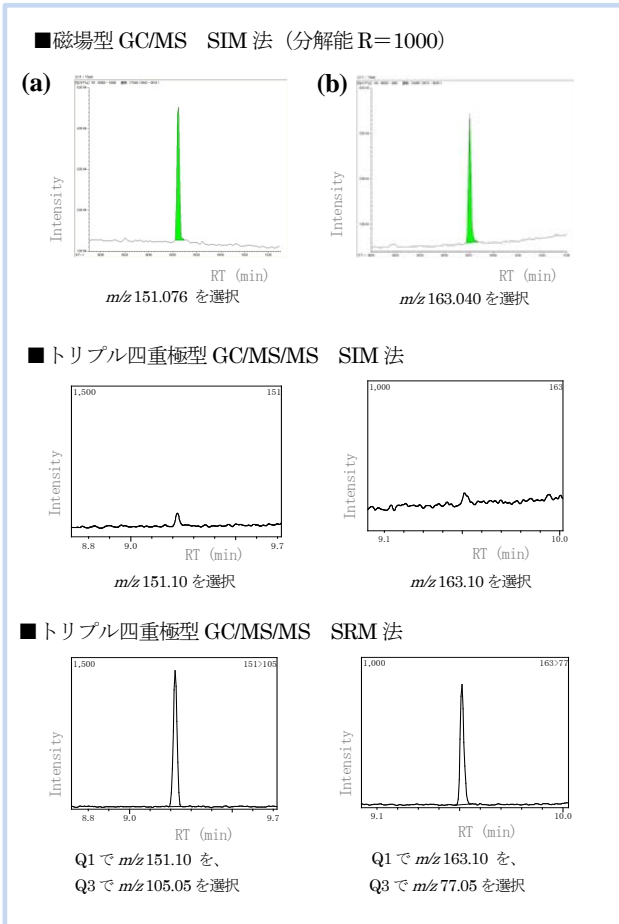 ■磁場型 GC/MS　SIM 法（分解能 R＝1000）
(a)
(b)
Intensity
RT (min)
m/z 151.076 を選択
Intensity
RT (min)
m/z 163.040 を選択
■トリプル四重極型 GC/MS/MS　SIM 法
1,500 151
Intensity
8.8 9.0 9.7
RT (min)
m/z 151.10 を選択
1,000 163
Intensity
9.1 10.0
RT (min)
m/z 163.10 を選択
■トリプル四重極型 GC/MS/MS　SRM 法
1,500 151>105
Intensity
8.8 9.0 9.7
RT (min)
Q1 で m/z 151.10 を、
Q3 で m/z 105.05 を選択
1,000 163>77
Intensity
9.1 10.0
RT (min)
Q1 で m/z 163.10 を、
Q3 で m/z 77.05 を選択